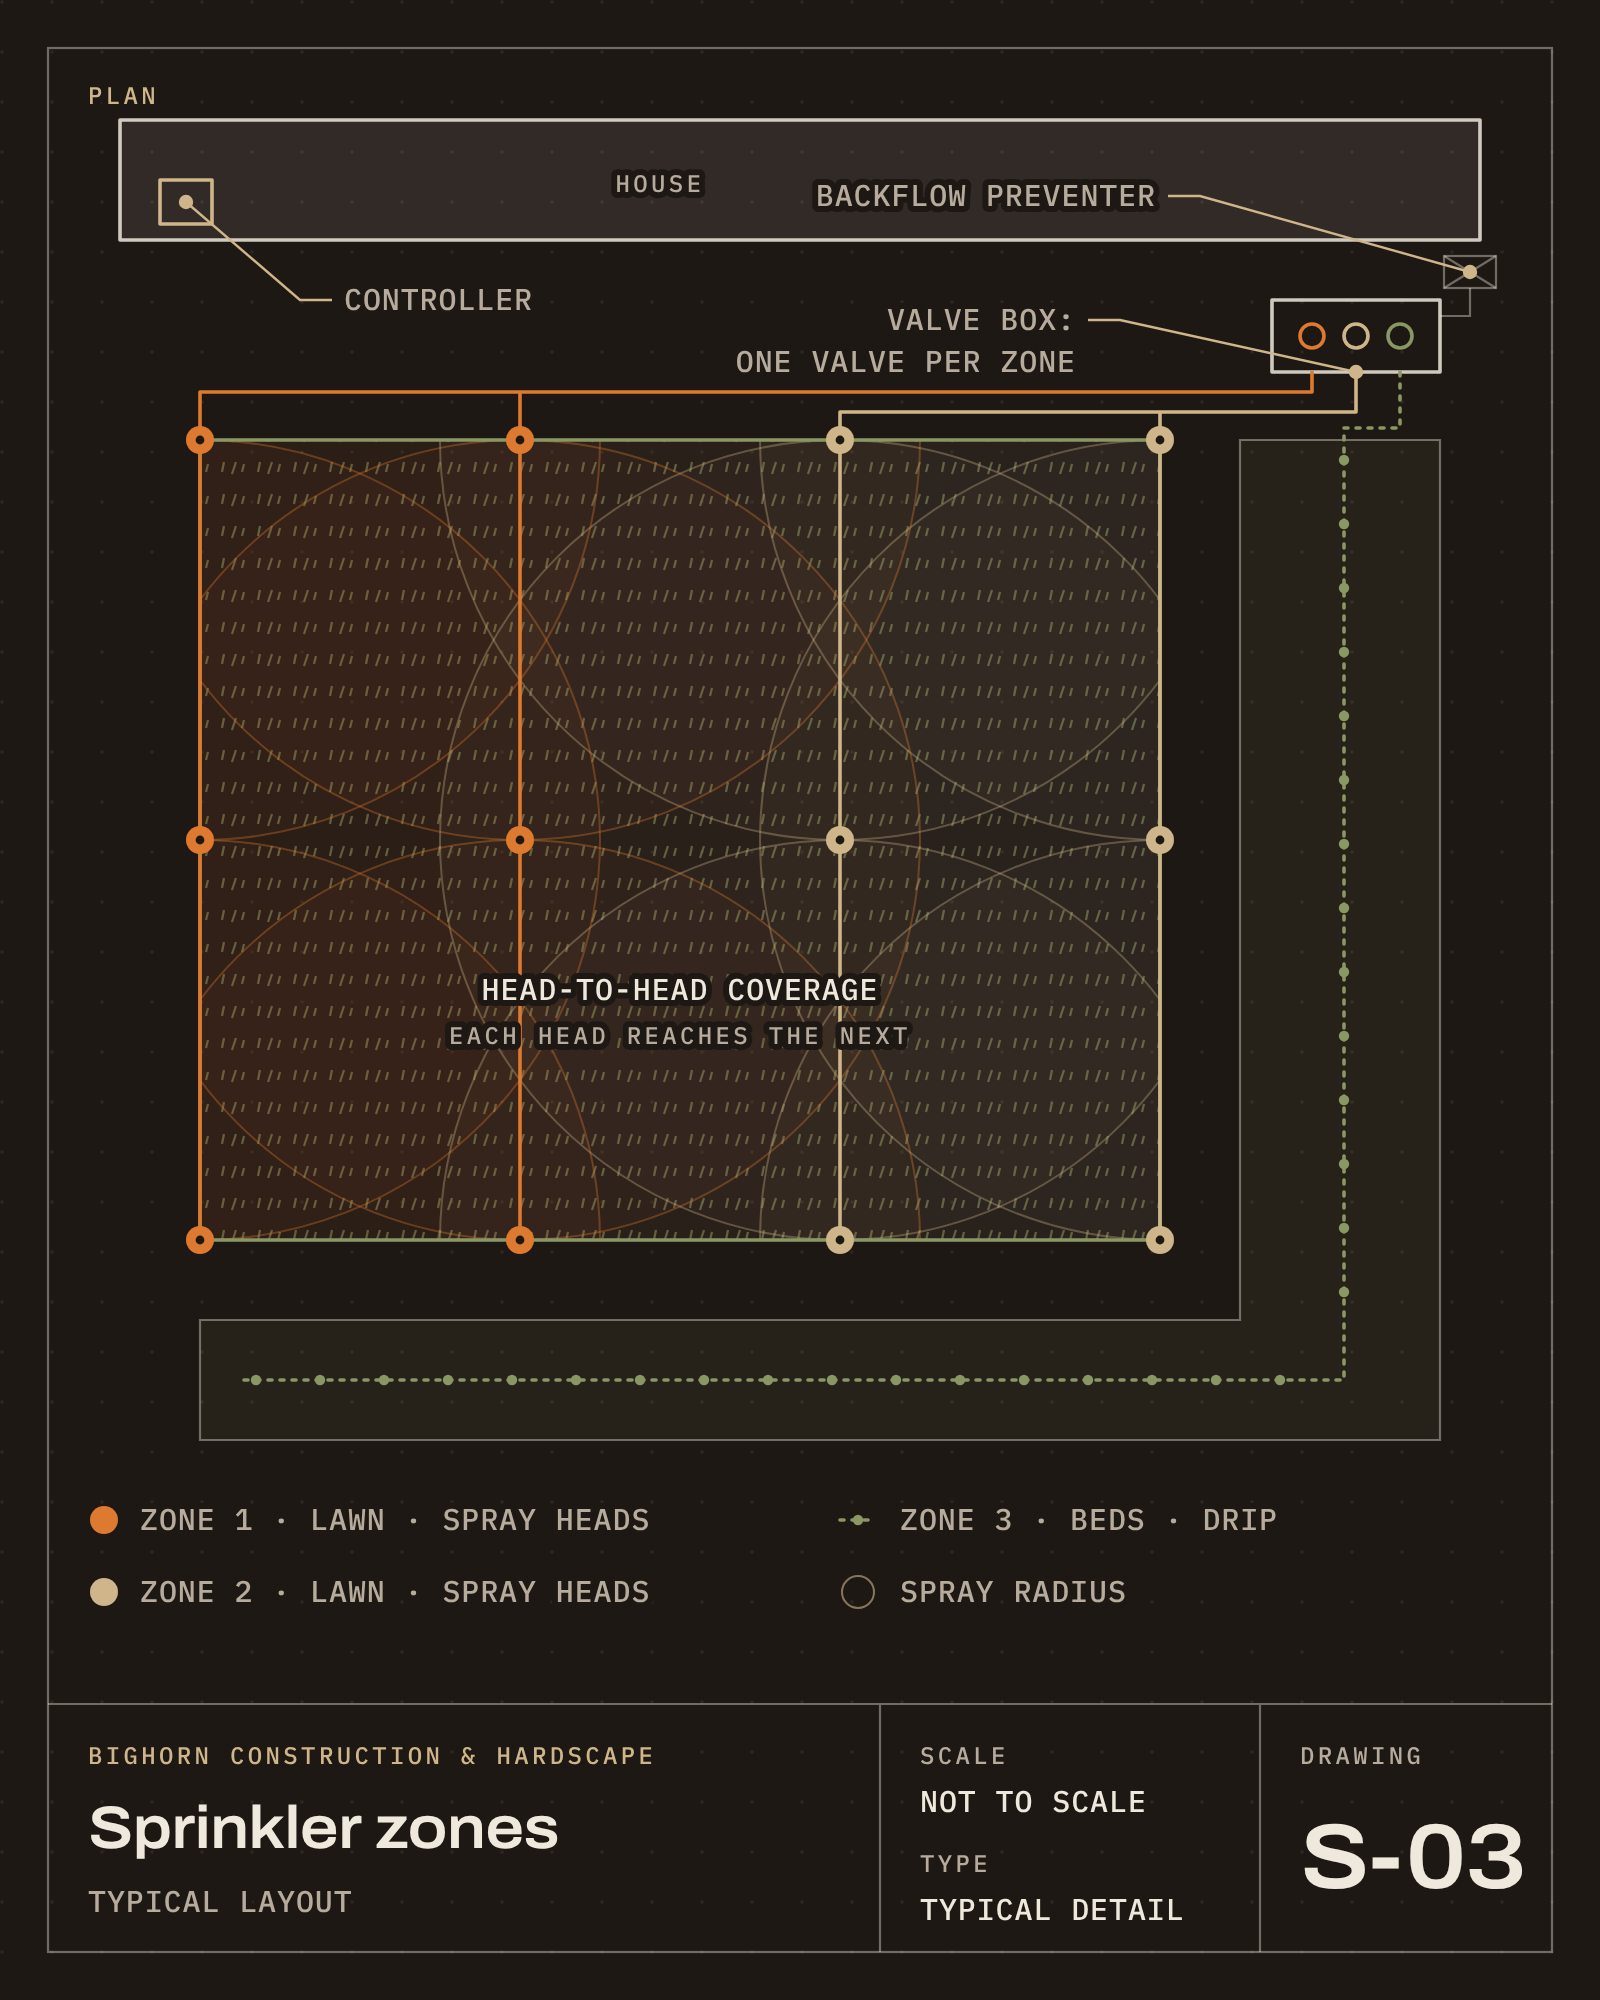 PLAN
HOUSE
BACKFLOW PREVENTER
CONTROLLER
VALVE BOX:
ONE VALVE PER ZONE
HEAD-TO-HEAD COVERAGE
EACH HEAD REACHES THE NEXT
ZONE 1 · LAWN · SPRAY HEADS
ZONE 3 · BEDS · DRIP
ZONE 2 · LAWN · SPRAY HEADS
SPRAY RADIUS
BIGHORN CONSTRUCTION & HARDSCAPE
Sprinkler zones
TYPICAL LAYOUT
SCALE
NOT TO SCALE
TYPE
TYPICAL DETAIL
DRAWING
S-03